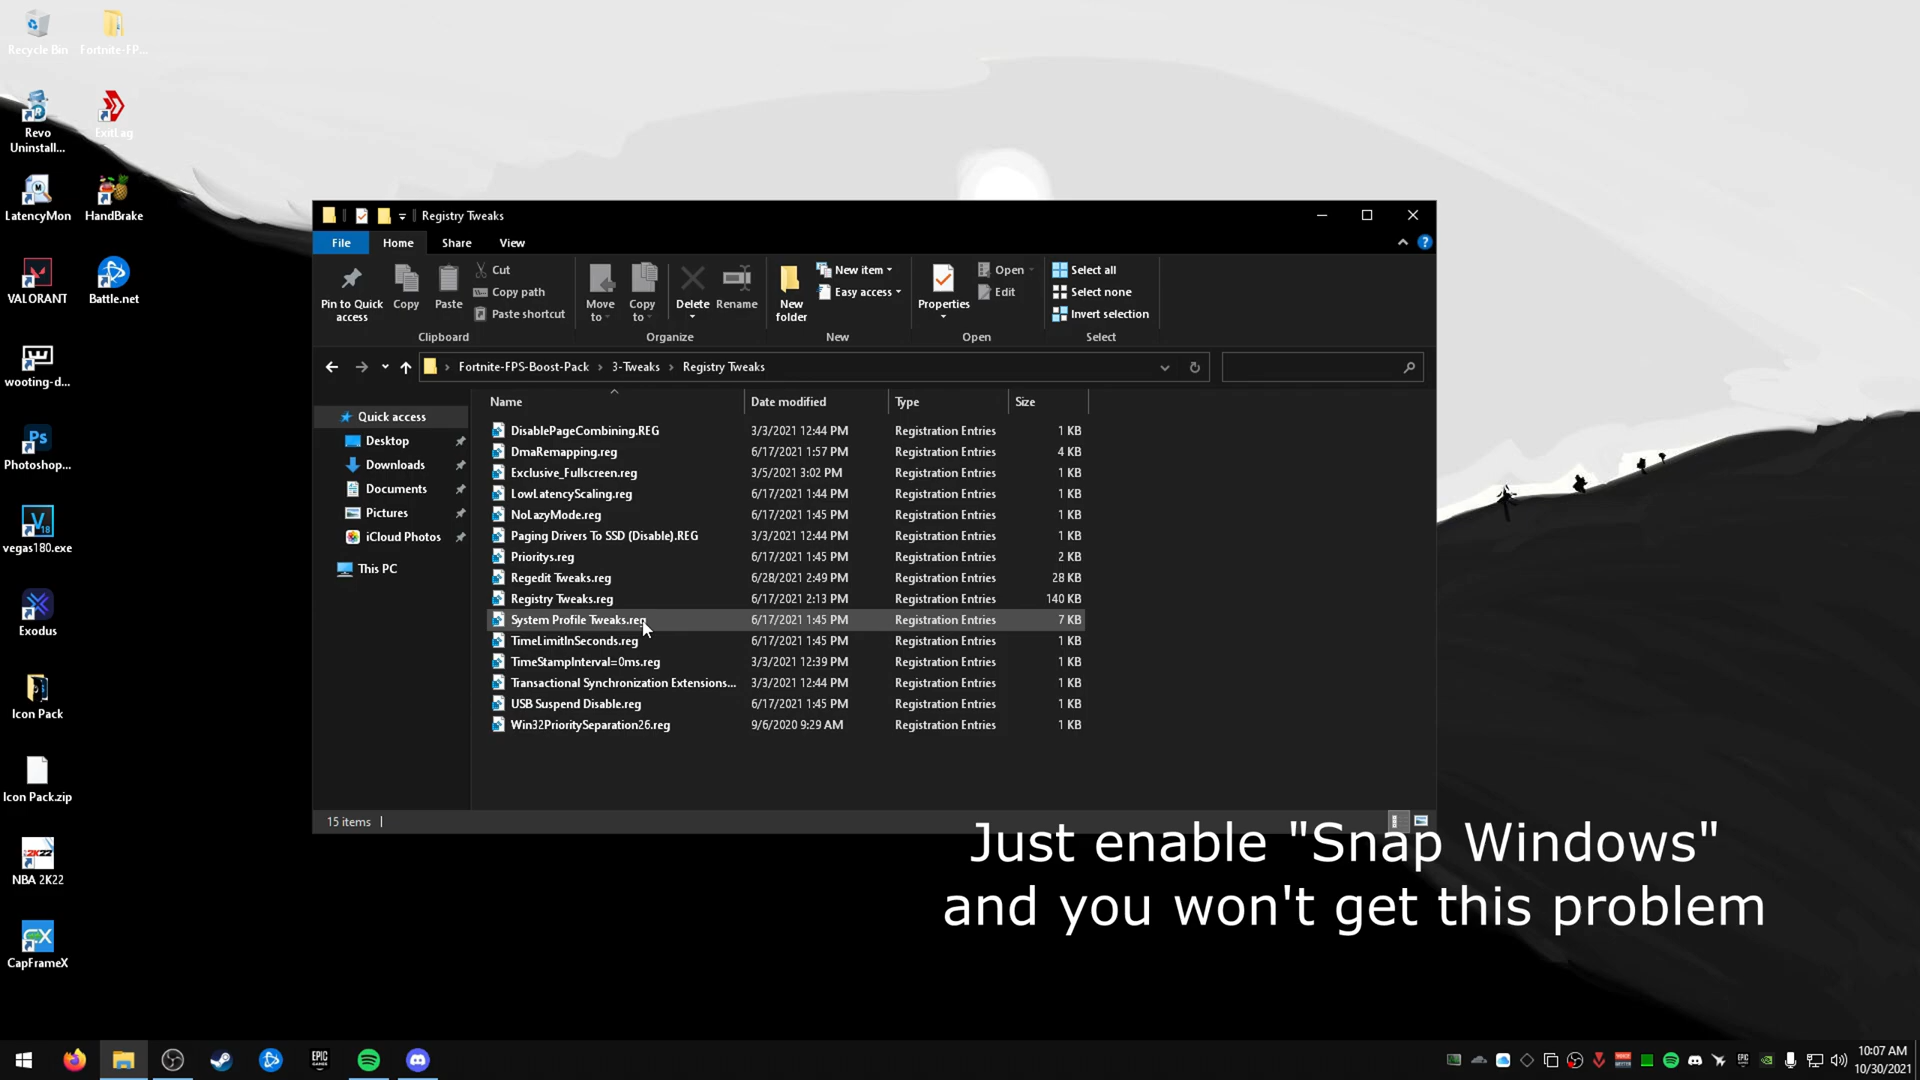 Recycle Bin
Fortnite-FP...
Revo
Uninstall...
ExitLag
LatencyMon
HandBrake
VALORANT
Battle.net
wooting-d...
Ps
Photoshop...
V
18
vegas180.exe
Exodus
Icon Pack
Icon Pack.zip
2K22
NBA 2K22
CX
CapFrameX
Registry Tweaks
File
Home
Share
View
Pin to Quick
access
Copy
Paste
Cut
Copy path
Paste shortcut
Clipboard
Move
to
Copy
to
Delete
Rename
Organize
New
folder
New item
Easy access
New
Properties
Open
Edit
Open
Select all
Select none
Invert selection
Select
Fortnite-FPS-Boost-Pack > 3-Tweaks > Registry Tweaks
Quick access
Desktop
Downloads
Documents
Pictures
iCloud Photos
This PC
Name Date modified Type Size
DisablePageCombining.REG 3/3/2021 12:44 PM Registration Entries 1 KB
DmaRemapping.reg 6/17/2021 1:57 PM Registration Entries 4 KB
Exclusive_Fullscreen.reg 3/5/2021 3:02 PM Registration Entries 1 KB
LowLatencyScaling.reg 6/17/2021 1:44 PM Registration Entries 1 KB
NoLazyMode.reg 6/17/2021 1:45 PM Registration Entries 1 KB
Paging Drivers To SSD (Disable).REG 3/3/2021 12:44 PM Registration Entries 1 KB
Prioritys.reg 6/17/2021 1:45 PM Registration Entries 2 KB
Regedit Tweaks.reg 6/28/2021 2:49 PM Registration Entries 28 KB
Registry Tweaks.reg 6/17/2021 2:13 PM Registration Entries 140 KB
System Profile Tweaks.reg 6/17/2021 1:45 PM Registration Entries 7 KB
TimeLimitInSeconds.reg 6/17/2021 1:45 PM Registration Entries 1 KB
TimeStampInterval=0ms.reg 3/3/2021 12:39 PM Registration Entries 1 KB
Transactional Synchronization Extensions... 3/3/2021 12:44 PM Registration Entries 1 KB
USB Suspend Disable.reg 6/17/2021 1:45 PM Registration Entries 1 KB
Win32PrioritySeparation26.reg 9/6/2020 9:29 AM Registration Entries 1 KB
15 items
Just enable "Snap Windows"
and you won't get this problem
EPIC
10:07 AM
10/30/2021